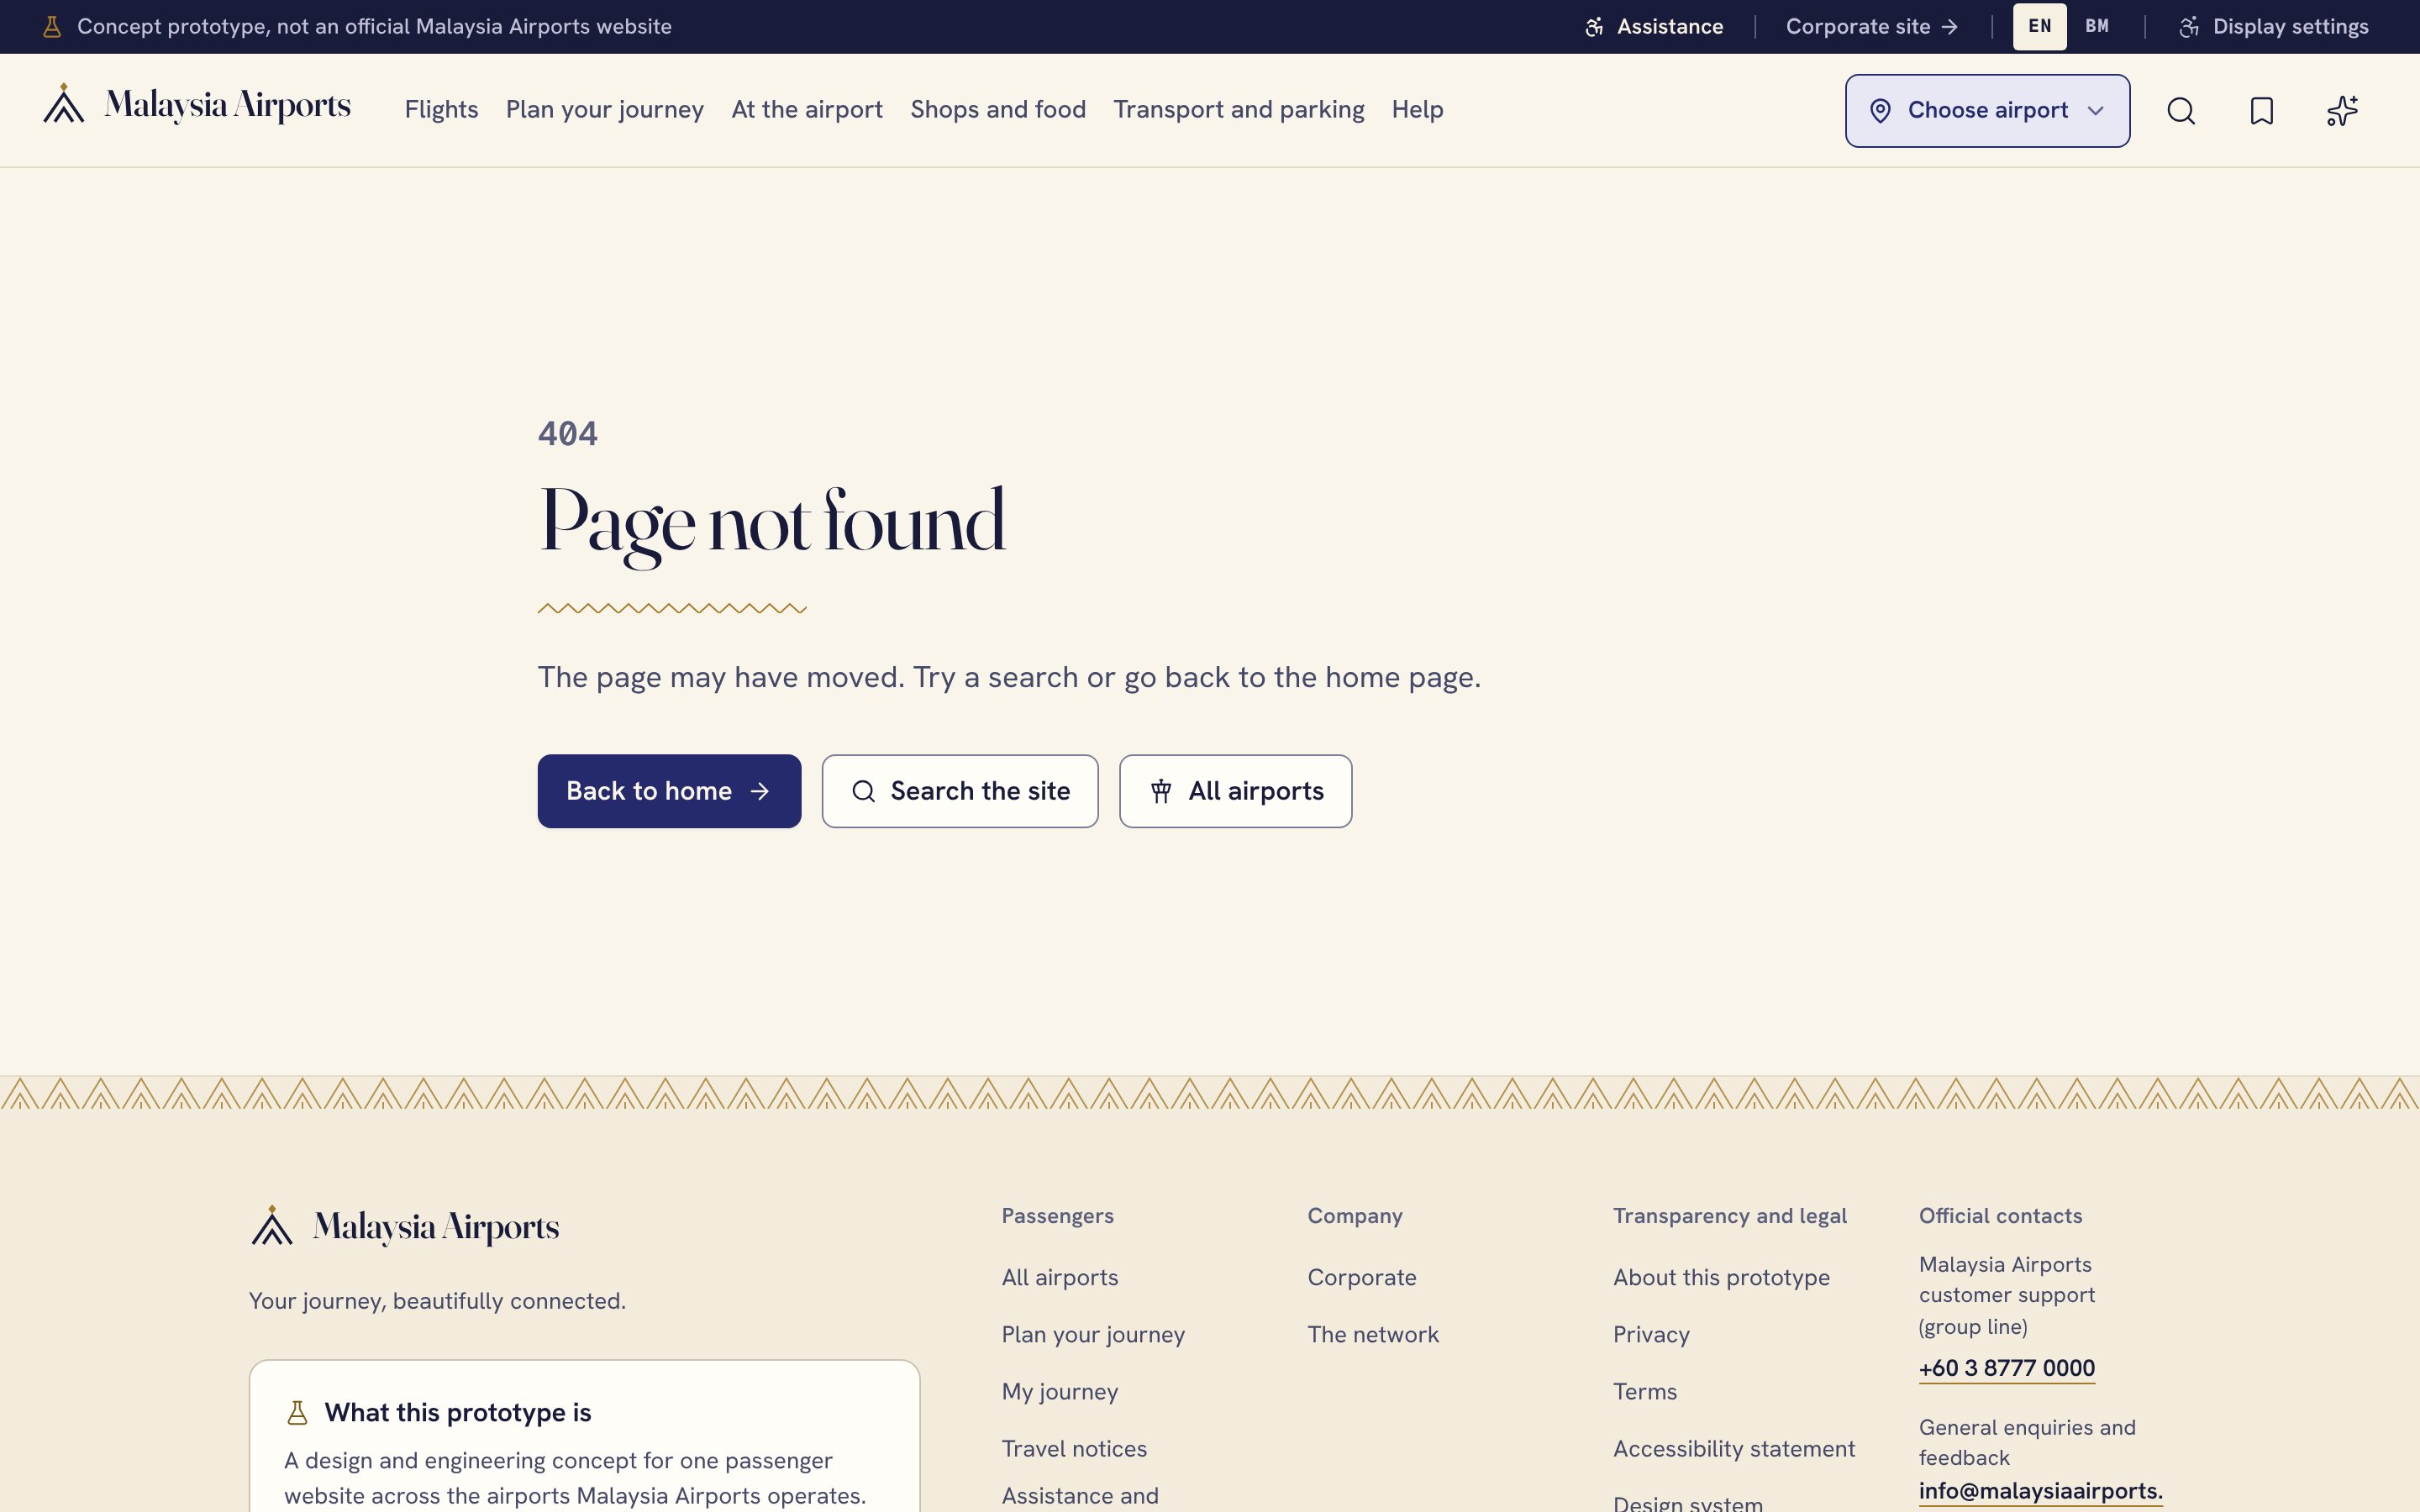 Concept prototype, not an official Malaysia Airports website
Assistance
Corporate site →
EN
BM
Display settings
Malaysia Airports
Flights
Plan your journey
At the airport
Shops and food
Transport and parking
Help
Choose airport
404
Page not found
The page may have moved. Try a search or go back to the home page.
Back to home →
Search the site
All airports
Malaysia Airports
Your journey, beautifully connected.
What this prototype is
A design and engineering concept for one passenger
website across the airports Malaysia Airports operates.
Passengers
All airports
Plan your journey
My journey
Travel notices
Assistance and
Company
Corporate
The network
Transparency and legal
About this prototype
Privacy
Terms
Accessibility statement
Design system
Official contacts
Malaysia Airports
customer support
(group line)
+60 3 8777 0000
General enquiries and
feedback
info@malaysiaairports.